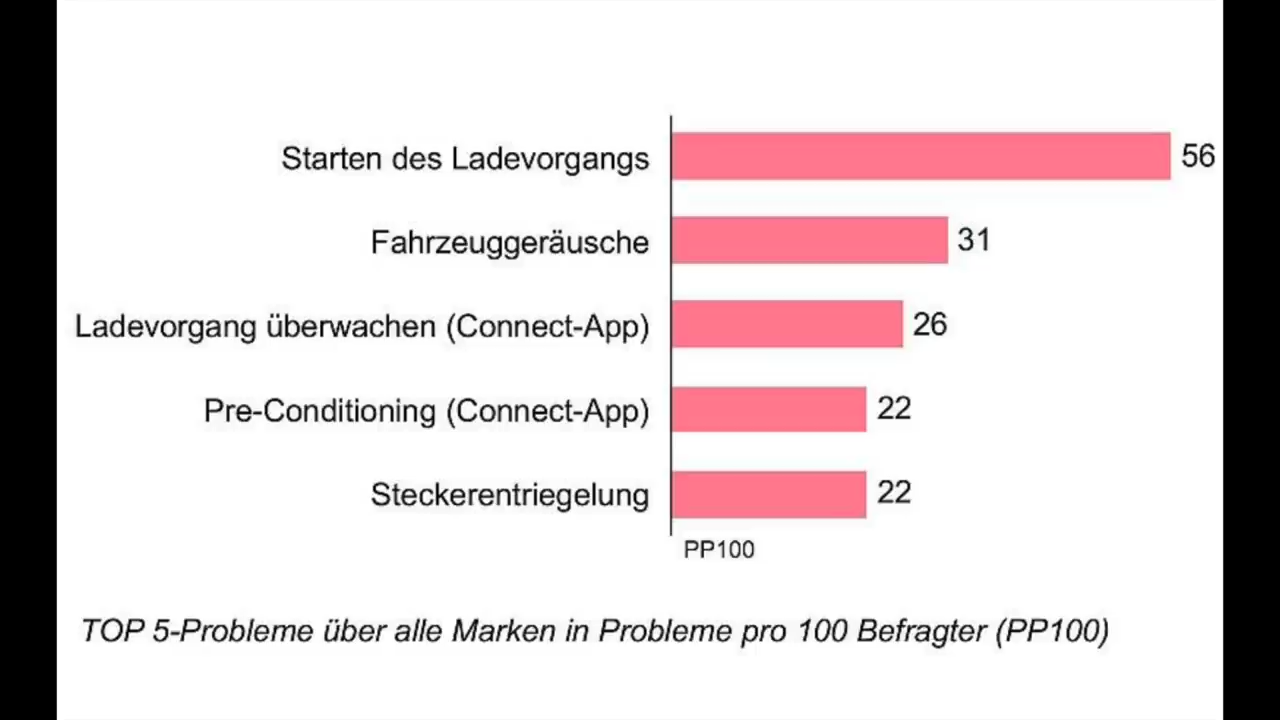 Starten des Ladevorgangs 56
Fahrzeuggeräusche 31
Ladevorgang überwachen (Connect-App) 26
Pre-Conditioning (Connect-App) 22
Steckerentriegelung 22
PP100
TOP 5-Probleme über alle Marken in Probleme pro 100 Befragter (PP100)